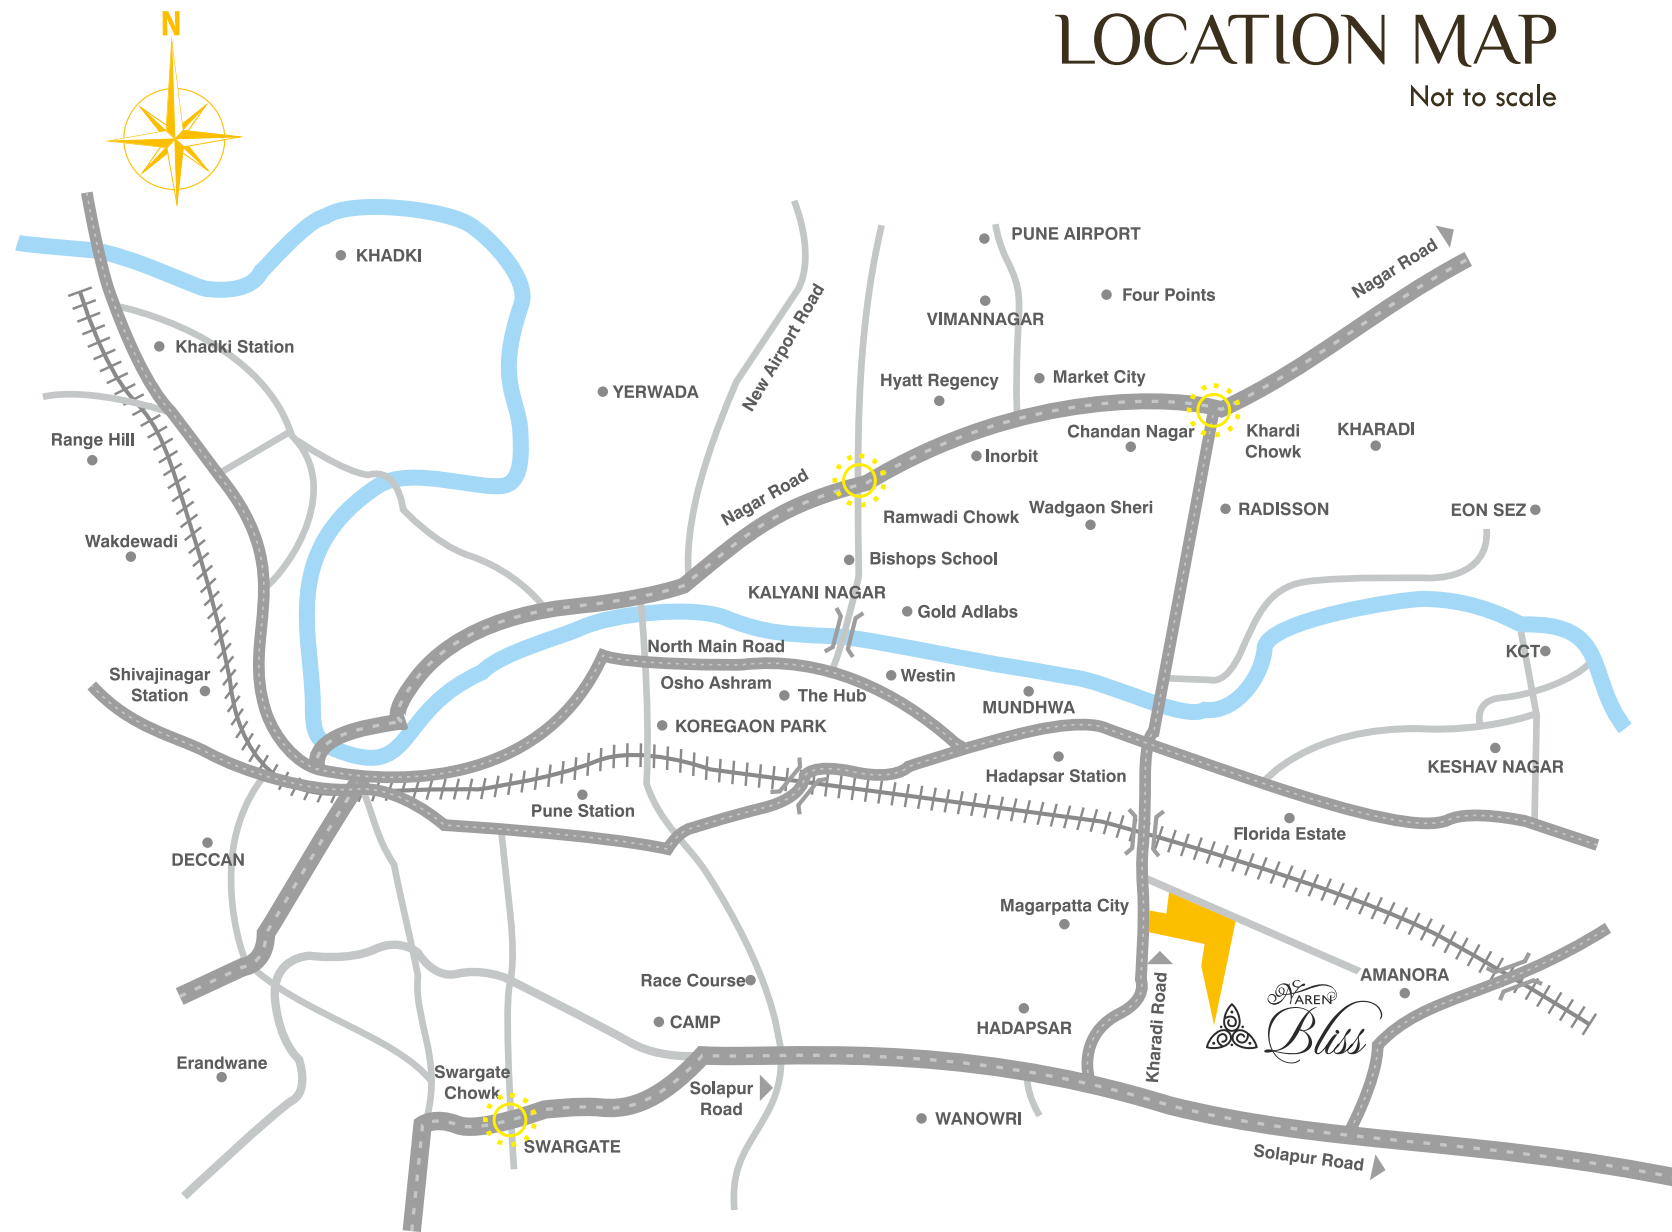 N
LOCATION MAP
Not to scale
KHADKI
PUNE AIRPORT
Nagar Road
Four Points
VIMANNAGAR
New Airport Road
Khadki Station
Hyatt Regency
Market City
YERWADA
Range Hill
Chandan Nagar
Khardi
Chowk
KHARADI
Inorbit
Nagar Road
Ramwadi Chowk
Wadgaon Sheri
RADISSON
EON SEZ
Wakdewadi
Bishops School
KALYANI NAGAR
Gold Adlabs
North Main Road
KCT
Shivajinagar
Station
Osho Ashram
The Hub
Westin
MUNDHWA
KOREGAON PARK
Hadapsar Station
KESHAV NAGAR
Pune Station
Florida Estate
DECCAN
Magarpatta City
AMANORA
Race Course
CAMP
HADAPSAR
Kharadi Road
NAREN
Bliss
Erandwane
Swargate
Chowk
Solapur
Road
WANOWRI
SWARGATE
Solapur Road